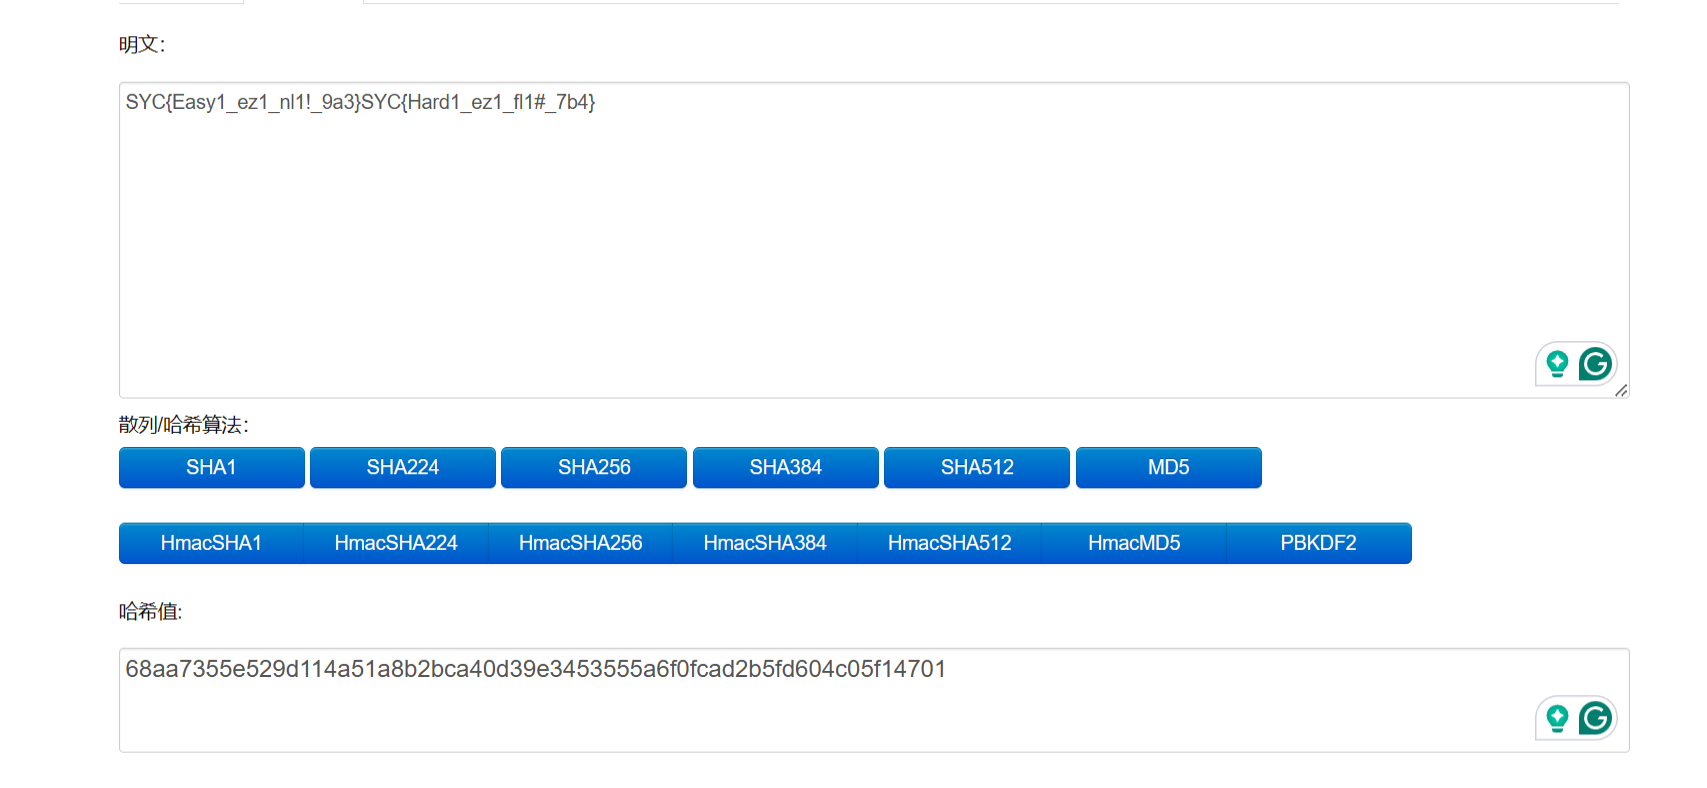 明文:
SYC{Easy1_ez1_nl1!_9a3}SYC{Hard1_ez1_fl1#_7b4}
散列/哈希算法:
SHA1 SHA224 SHA256 SHA384 SHA512 MD5
HmacSHA1 HmacSHA224 HmacSHA256 HmacSHA384 HmacSHA512 HmacMD5 PBKDF2
哈希值:
68aa7355e529d114a51a8b2bca40d39e3453555a6f0fcad2b5fd604c05f14701